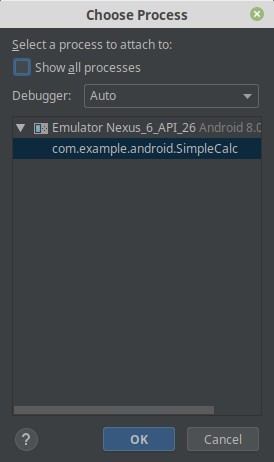 Choose Process
Select a process to attach to:
Show all processes
Debugger: Auto
Emulator Nexus_6_API_26 Android 8.0
com.example.android.SimpleCalc
? OK Cancel